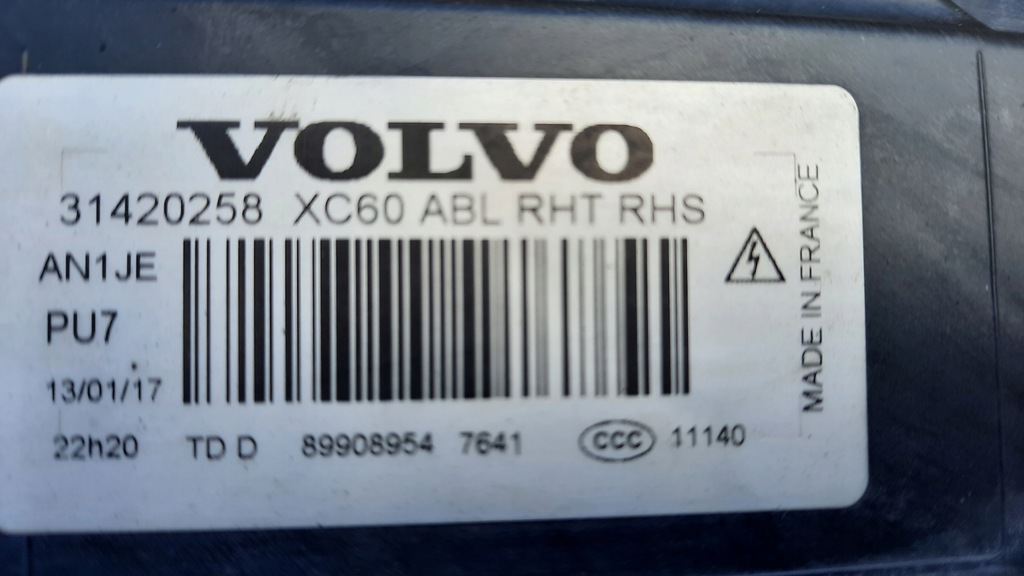 VOLVO
31420258 XC60 ABL RHT RHS
AN1JE
PU7
13/01/17
22h20 TD D 89908954 7641 CCC 11140
MADE IN FRANCE